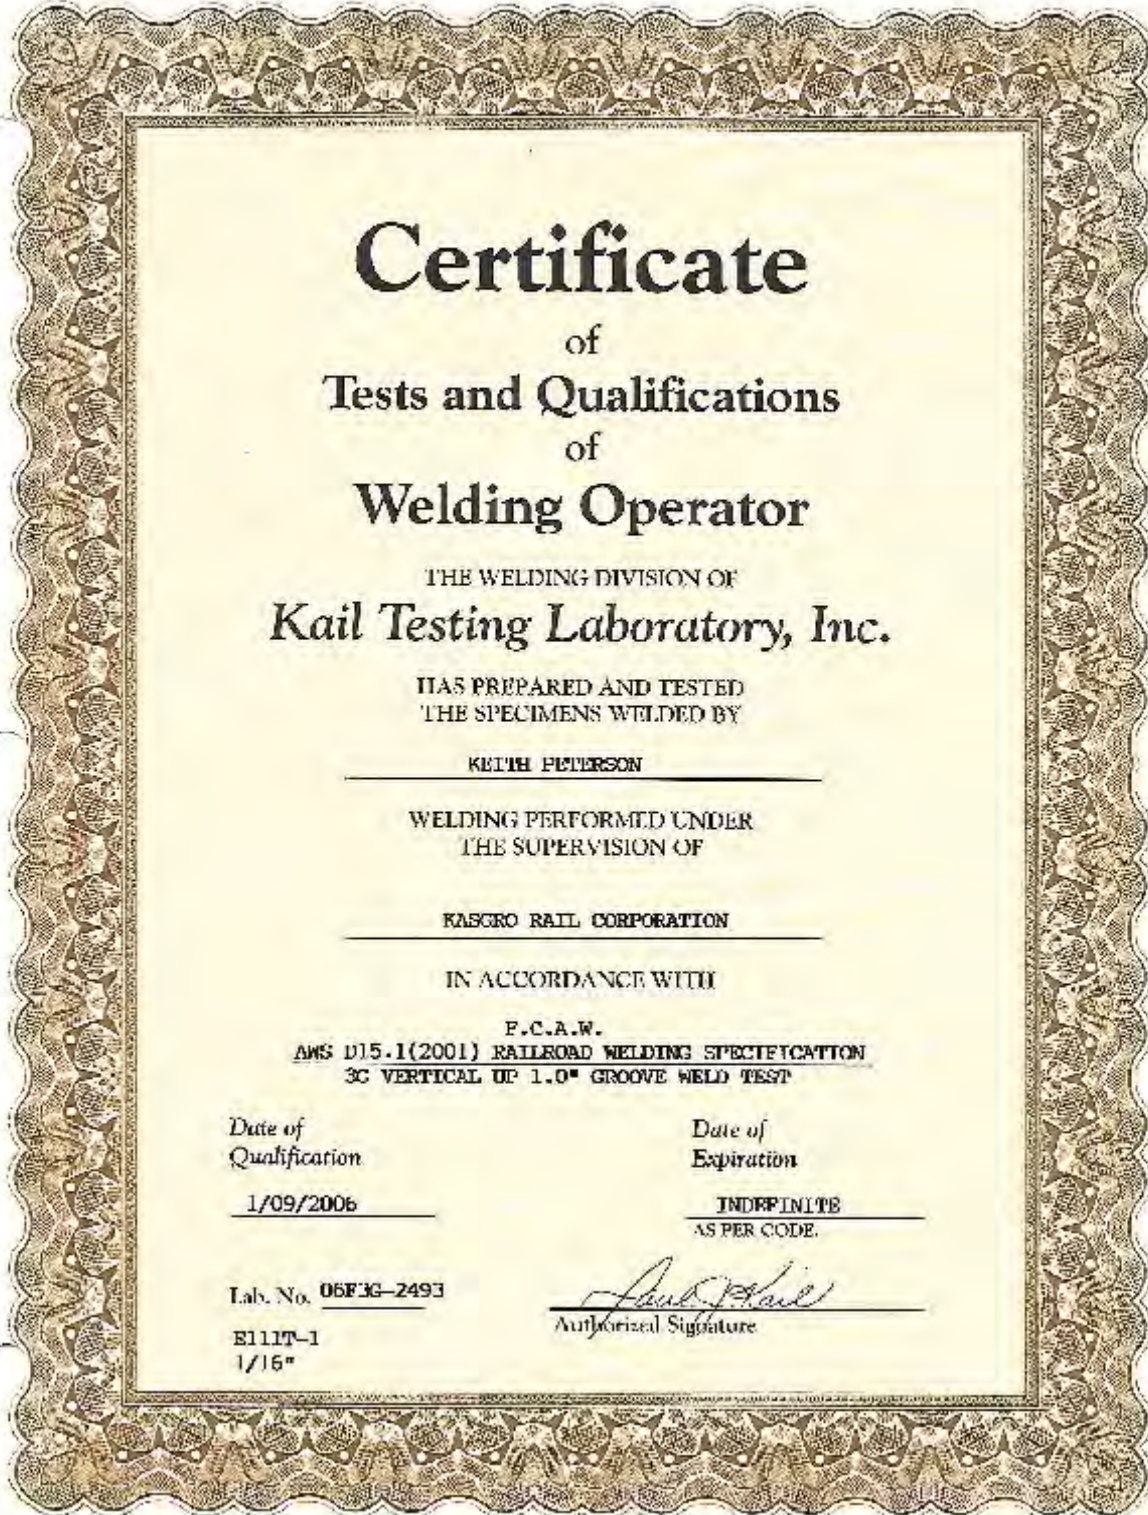 Certificate
of
Tests and Qualifications
of
Welding Operator
THE WELDING DIVISION OF
Kail Testing Laboratory, Inc.
HAS PREPARED AND TESTED
THE SPECIMENS WELDED BY
KEITH PETERSON
WELDING PERFORMED UNDER
THE SUPERVISION OF
KASGRO RAIL CORPORATION
IN ACCORDANCE WITH
F.C.A.W.
AWS D15.1(2001) RAILROAD WELDING SPECIFICATION
3G VERTICAL UP 1.0" GROOVE WELD TEST
Date of
Qualification
1/09/2006
Date of
Expiration
INDEFINITE
AS PER CODE.
Lab. No. 06F3G-2493
Paul J Kail
Authorized Signature
E111T-1
1/16"